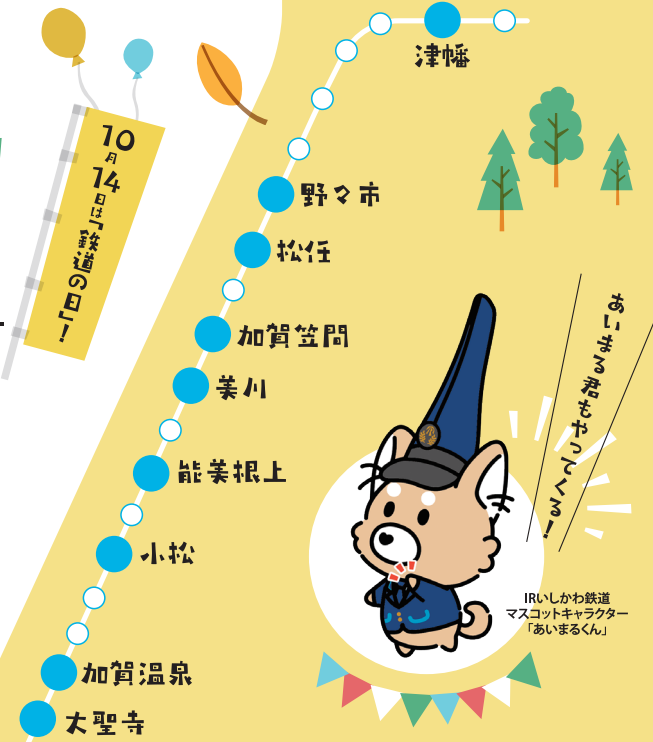 津幡
10月14日は「鉄道の日」!
野々市
松任
加賀笠間
美川
能美根上
小松
加賀温泉
大聖寺
あいまる君もやってくる!
IRいしかわ鉄道
マスコットキャラクター
「あいまるくん」